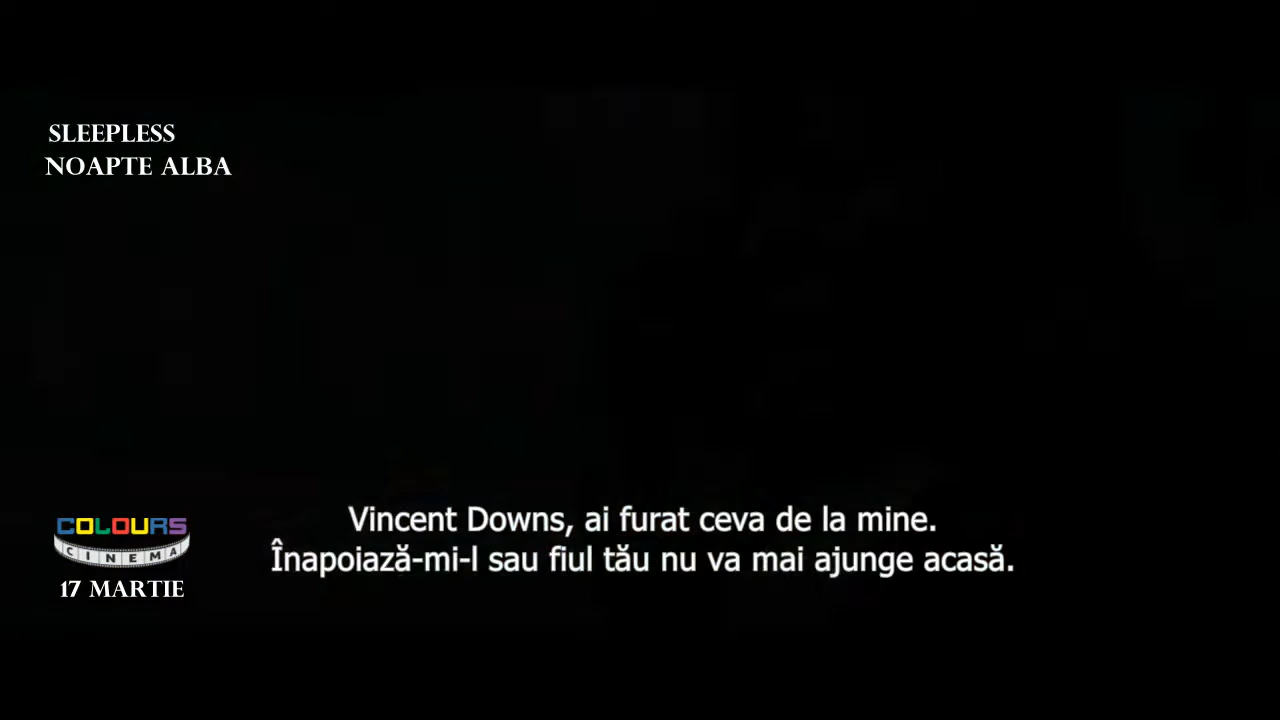 SLEEPLESS
NOAPTE ALBA
Vincent Downs, ai furat ceva de la mine.
Înapoiază-mi-l sau fiul tău nu va mai ajunge acasă.
COLOURS
CINEMA
17 MARTIE